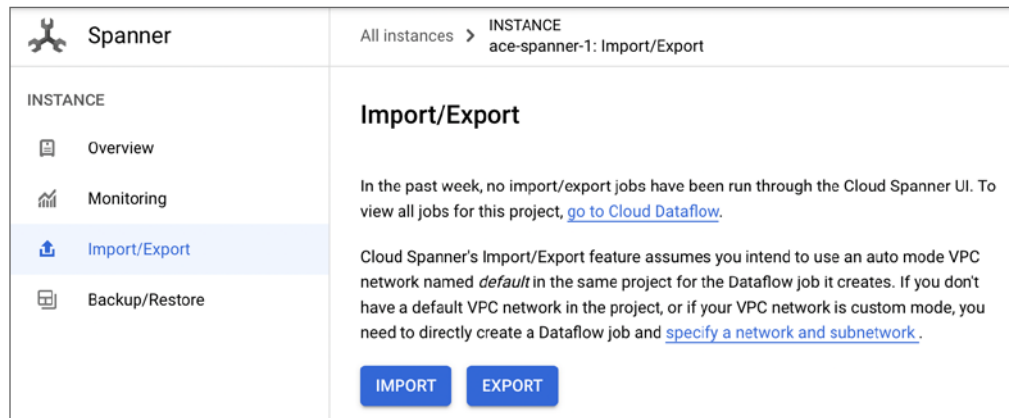 Spanner
All instances
INSTANCE
ace-spanner-1: Import/Export
INSTANCE
Overview
Monitoring
Import/Export
Backup/Restore
Import/Export
In the past week, no import/export jobs have been run through the Cloud Spanner UI. To
view all jobs for this project, go to Cloud Dataflow.
Cloud Spanner's Import/Export feature assumes you intend to use an auto mode VPC
network named default in the same project for the Dataflow job it creates. If you don't
have a default VPC network in the project, or if your VPC network is custom mode, you
need to directly create a Dataflow job and specify a network and subnetwork .
IMPORT
EXPORT